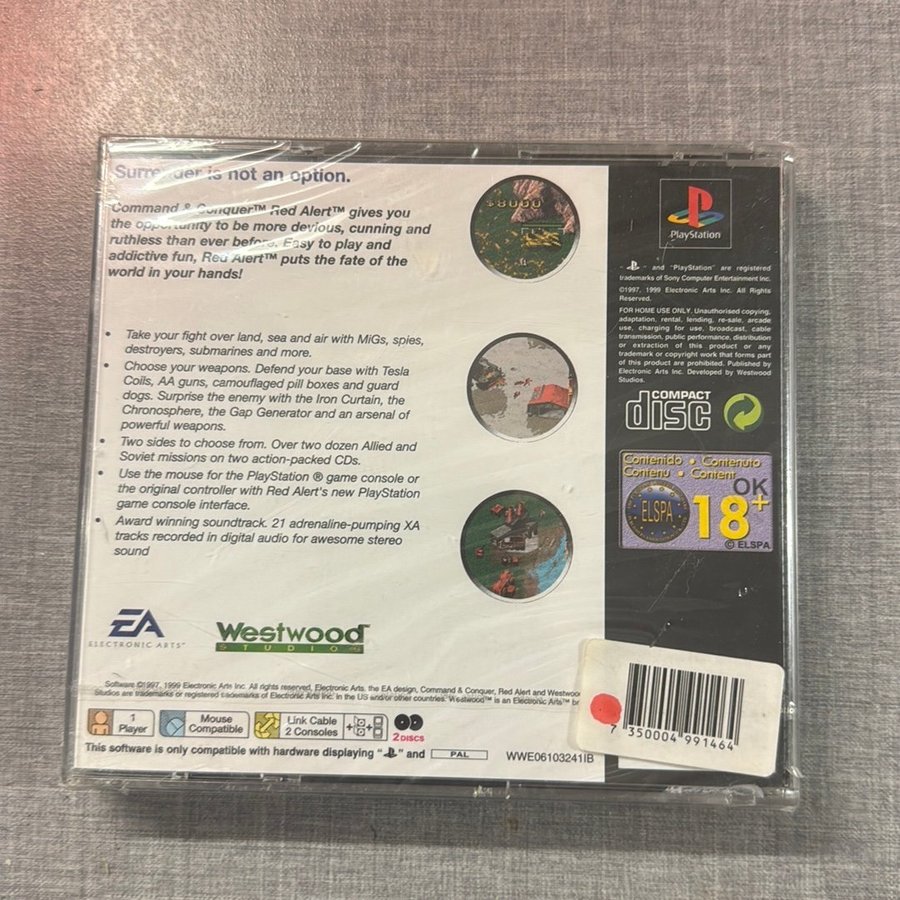 Surrender is not an option.
Command & Conquer™ Red Alert™ gives you
the opportunity to be more devious, cunning and
ruthless than ever before. Easy to play and
addictive fun, Red Alert™ puts the fate of the
world in your hands!
• Take your fight over land, sea and air with MiGs, spies,
destroyers, submarines and more.
• Choose your weapons. Defend your base with Tesla
Coils, AA guns, camouflaged pill boxes and guard
dogs. Surprise the enemy with the Iron Curtain, the
Chronosphere, the Gap Generator and an arsenal of
powerful weapons.
• Two sides to choose from. Over two dozen Allied and
Soviet missions on two action-packed CDs.
• Use the mouse for the PlayStation ® game console or
the original controller with Red Alert's new PlayStation
game console interface.
• Award winning soundtrack. 21 adrenaline-pumping XA
tracks recorded in digital audio for awesome stereo
sound
$8000
EA
ELECTRONIC ARTS™
Westwood™
STUDIOS
Software ©1997, 1999 Electronic Arts Inc. All rights reserved. Electronic Arts, the EA design, Command & Conquer, Red Alert and Westwood
Studios are trademarks or registered trademarks of Electronic Arts Inc. in the US and/or other countries. Westwood™ is an Electronic Arts™ br
1
Player
Mouse
Compatible
Link Cable
2 Consoles
2 DISCS
This software is only compatible with hardware displaying " " and PAL
WWE06103241IB
PlayStation
" " and "PlayStation" are registered
trademarks of Sony Computer Entertainment Inc.
©1997, 1999 Electronic Arts Inc. All Rights
Reserved.
FOR HOME USE ONLY. Unauthorised copying,
adaptation, rental, lending, re-sale, arcade
use, charging for use, broadcast, cable
transmission, public performance, distribution
or extraction of this product or any
trademark or copyright work that forms part
of this product are prohibited. Published by
Electronic Arts Inc. Developed by Westwood
Studios.
COMPACT
disc
Contenido • Contenuto
Contenu • Content
ELSPA
OK
18+
© ELSPA
7 350004 991464